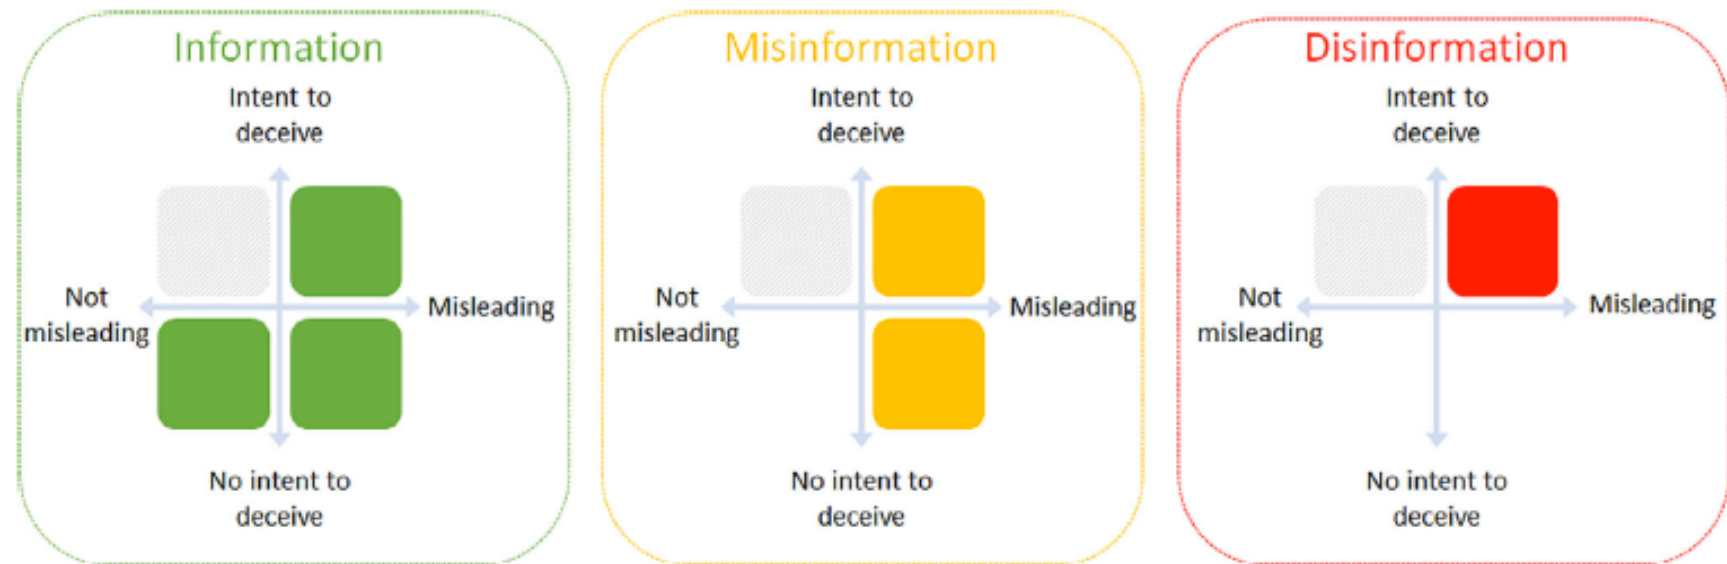 Information
Intent to
deceive
Not
misleading
Misleading
No intent to
deceive
Misinformation
Intent to
deceive
Not
misleading
Misleading
No intent to
deceive
Disinformation
Intent to
deceive
Not
misleading
Misleading
No intent to
deceive